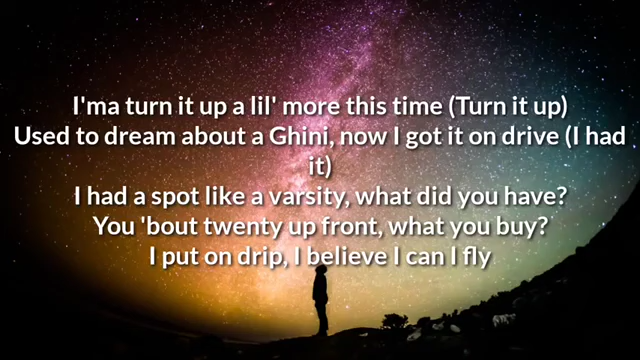 I'ma turn it up a lil' more this time (Turn it up)
Used to dream about a Ghini, now I got it on drive (I had
it)
I had a spot like a varsity, what did you have?
You 'bout twenty up front, what you buy?
I put on drip, I believe I can I fly